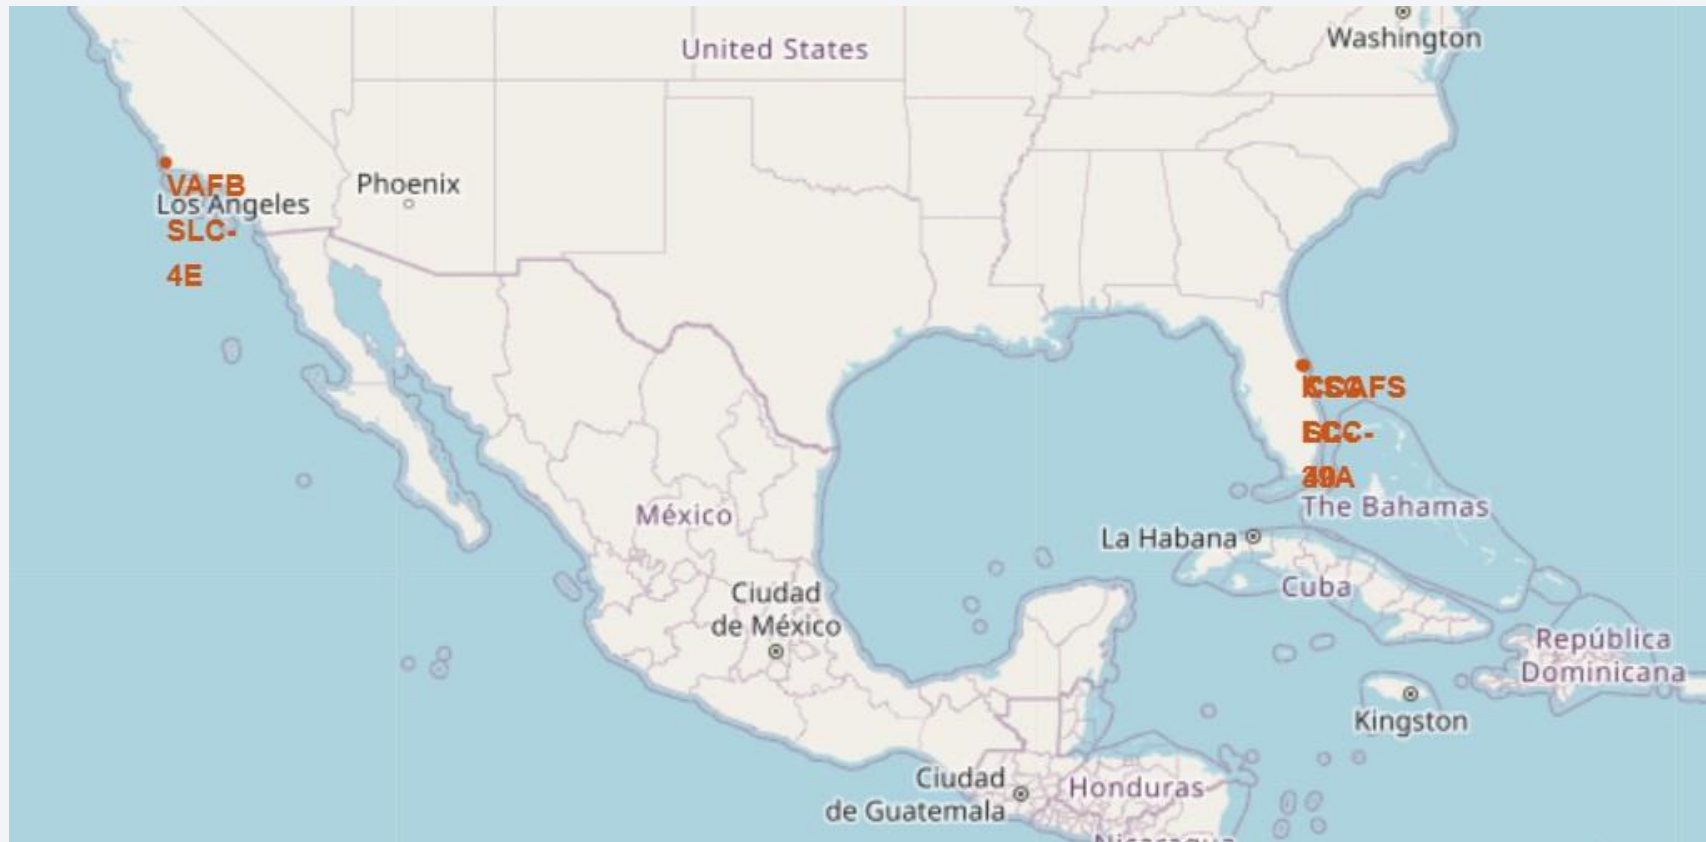 United States
Washington
Phoenix
VAFB
Los Angeles
SLC-
4E
México
The Bahamas
La Habana
Cuba
Ciudad
de México
República
Dominicana
Kingston
Ciudad
de Guatemala
Honduras
Nicaragua